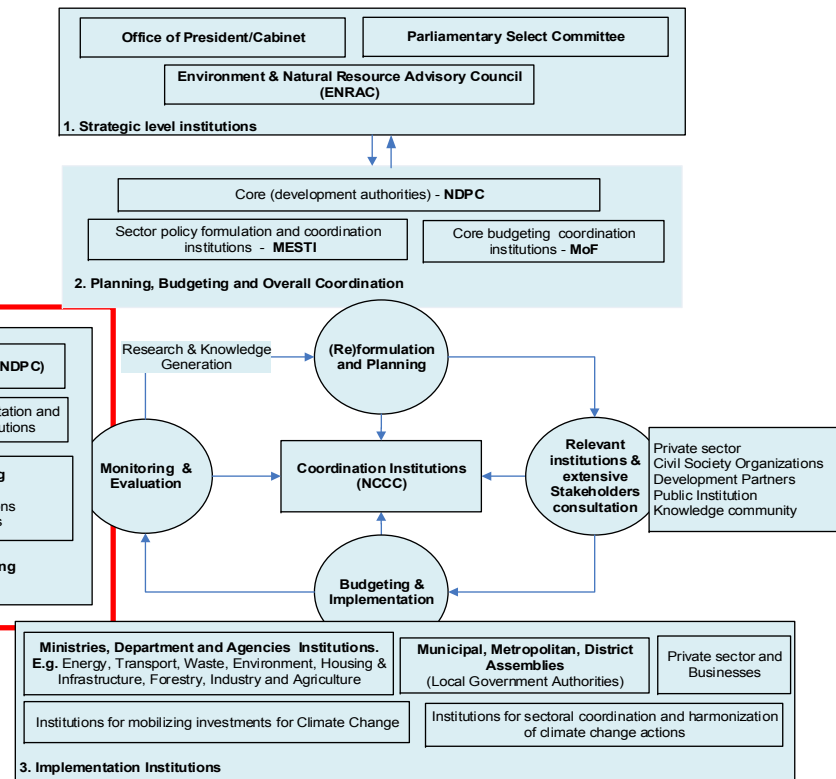 Office of President/Cabinet
Parliamentary Select Committee
Environment & Natural Resource Advisory Council
(ENRAC)
1. Strategic level institutions
Core (development authorities) - NDPC
Sector policy formulation and coordination
institutions - MESTI
Core budgeting coordination
institutions - MoF
2. Planning, Budgeting and Overall Coordination
NDPC)
and
Research & Knowledge
Generation
(Re)formulation
and Planning
Monitoring &
Evaluation
Coordination Institutions
(NCCC)
Relevant
institutions &
extensive
Stakeholders
consultation
Private sector
Civil Society Organizations
Development Partners
Public Institution
Knowledge community
Budgeting &
Implementation
Ministries, Department and Agencies Institutions.
E.g. Energy, Transport, Waste, Environment, Housing &
Infrastructure, Forestry, Industry and Agriculture
Municipal, Metropolitan, District
Assemblies
(Local Government Authorities)
Private sector and
Businesses
Institutions for mobilizing investments for Climate Change
Institutions for sectoral coordination and harmonization
of climate change actions
3. Implementation Institutions